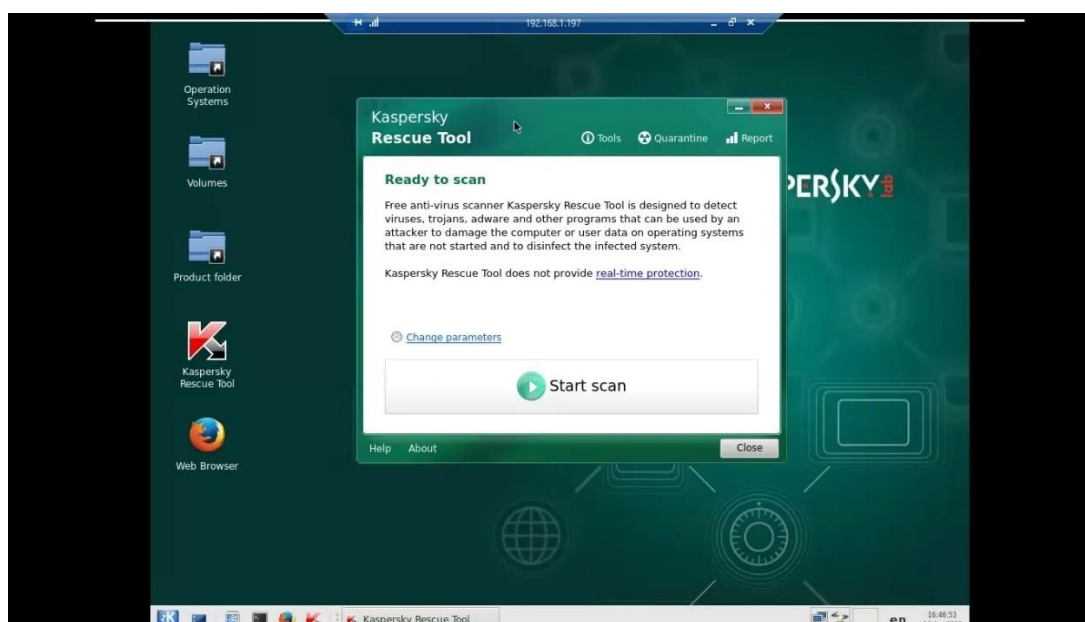 192.168.1.197
Operation
Systems
Volumes
Product folder
Kaspersky
Rescue Tool
Web Browser
Kaspersky
Rescue Tool
Tools
Quarantine
Report
Ready to scan
Free anti-virus scanner Kaspersky Rescue Tool is designed to detect
viruses, trojans, adware and other programs that can be used by an
attacker to damage the computer or user data on operating systems
that are not started and to disinfect the infected system.
Kaspersky Rescue Tool does not provide real-time protection.
Change parameters
Start scan
Help
About
Close
PERSKY lab
Kaspersky Rescue Tool
en
16:46:53